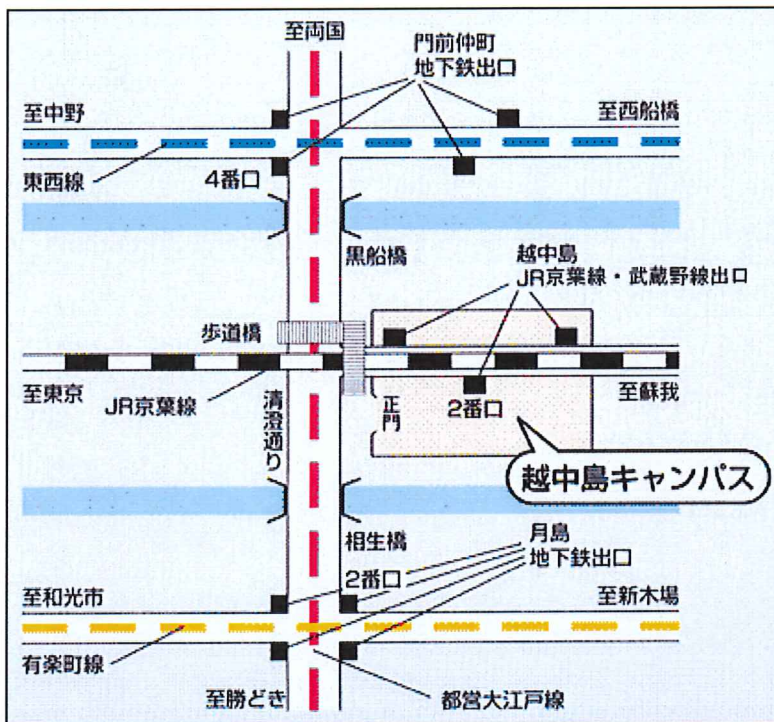 至両国
門前仲町
地下鉄出口
至中野
至西船橋
東西線
4番口
黒船橋
越中島
JR京葉線・武蔵野線出口
歩道橋
至東京
JR京葉線
清澄通り
正門
2番口
至蘇我
越中島キャンパス
相生橋
月島
地下鉄出口
2番口
至和光市
至新木場
有楽町線
至勝どき
都営大江戸線